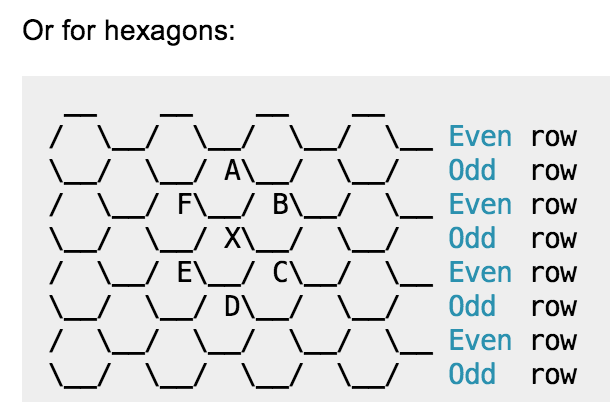 Or for hexagons:
 __    __    __    __
/  \__/  \__/  \__/  \__ Even row
\__/  \__/ A\__/  \__/   Odd  row
/  \__/ F\__/ B\__/  \__ Even row
\__/  \__/ X\__/  \__/   Odd  row
/  \__/ E\__/ C\__/  \__ Even row
\__/  \__/ D\__/  \__/   Odd  row
/  \__/  \__/  \__/  \__ Even row
\__/  \__/  \__/  \__/   Odd  row